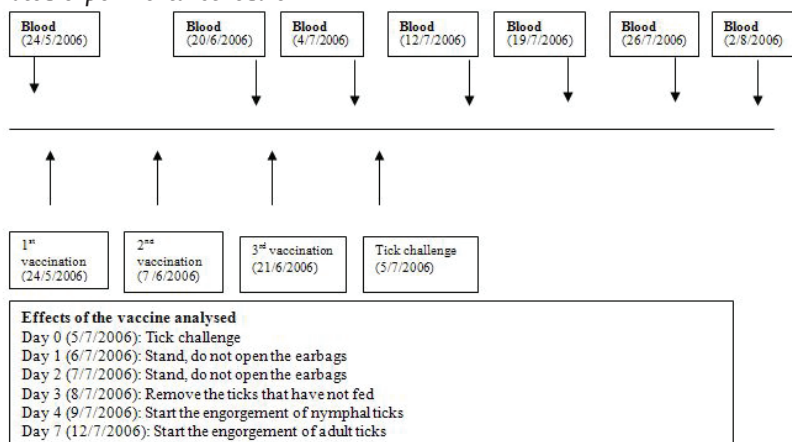 Blood Blood Blood Blood Blood Blood Blood
(24/5/2006) (20/6/2006) (4/7/2006) (12/7/2006) (19/7/2006) (26/7/2006) (2/8/2006)
1st
vaccination
(24/5/2006)
2nd
vaccination
(7/6/2006)
3rd vaccination
(21/6/2006)
Tick challenge
(5/7/2006)
Effects of the vaccine analysed
Day 0 (5/7/2006): Tick challenge
Day 1 (6/7/2006): Stand, do not open the earbags
Day 2 (7/7/2006): Stand, do not open the earbags
Day 3 (8/7/2006): Remove the ticks that have not fed
Day 4 (9/7/2006): Start the engorgement of nymphal ticks
Day 7 (12/7/2006): Start the engorgement of adult ticks